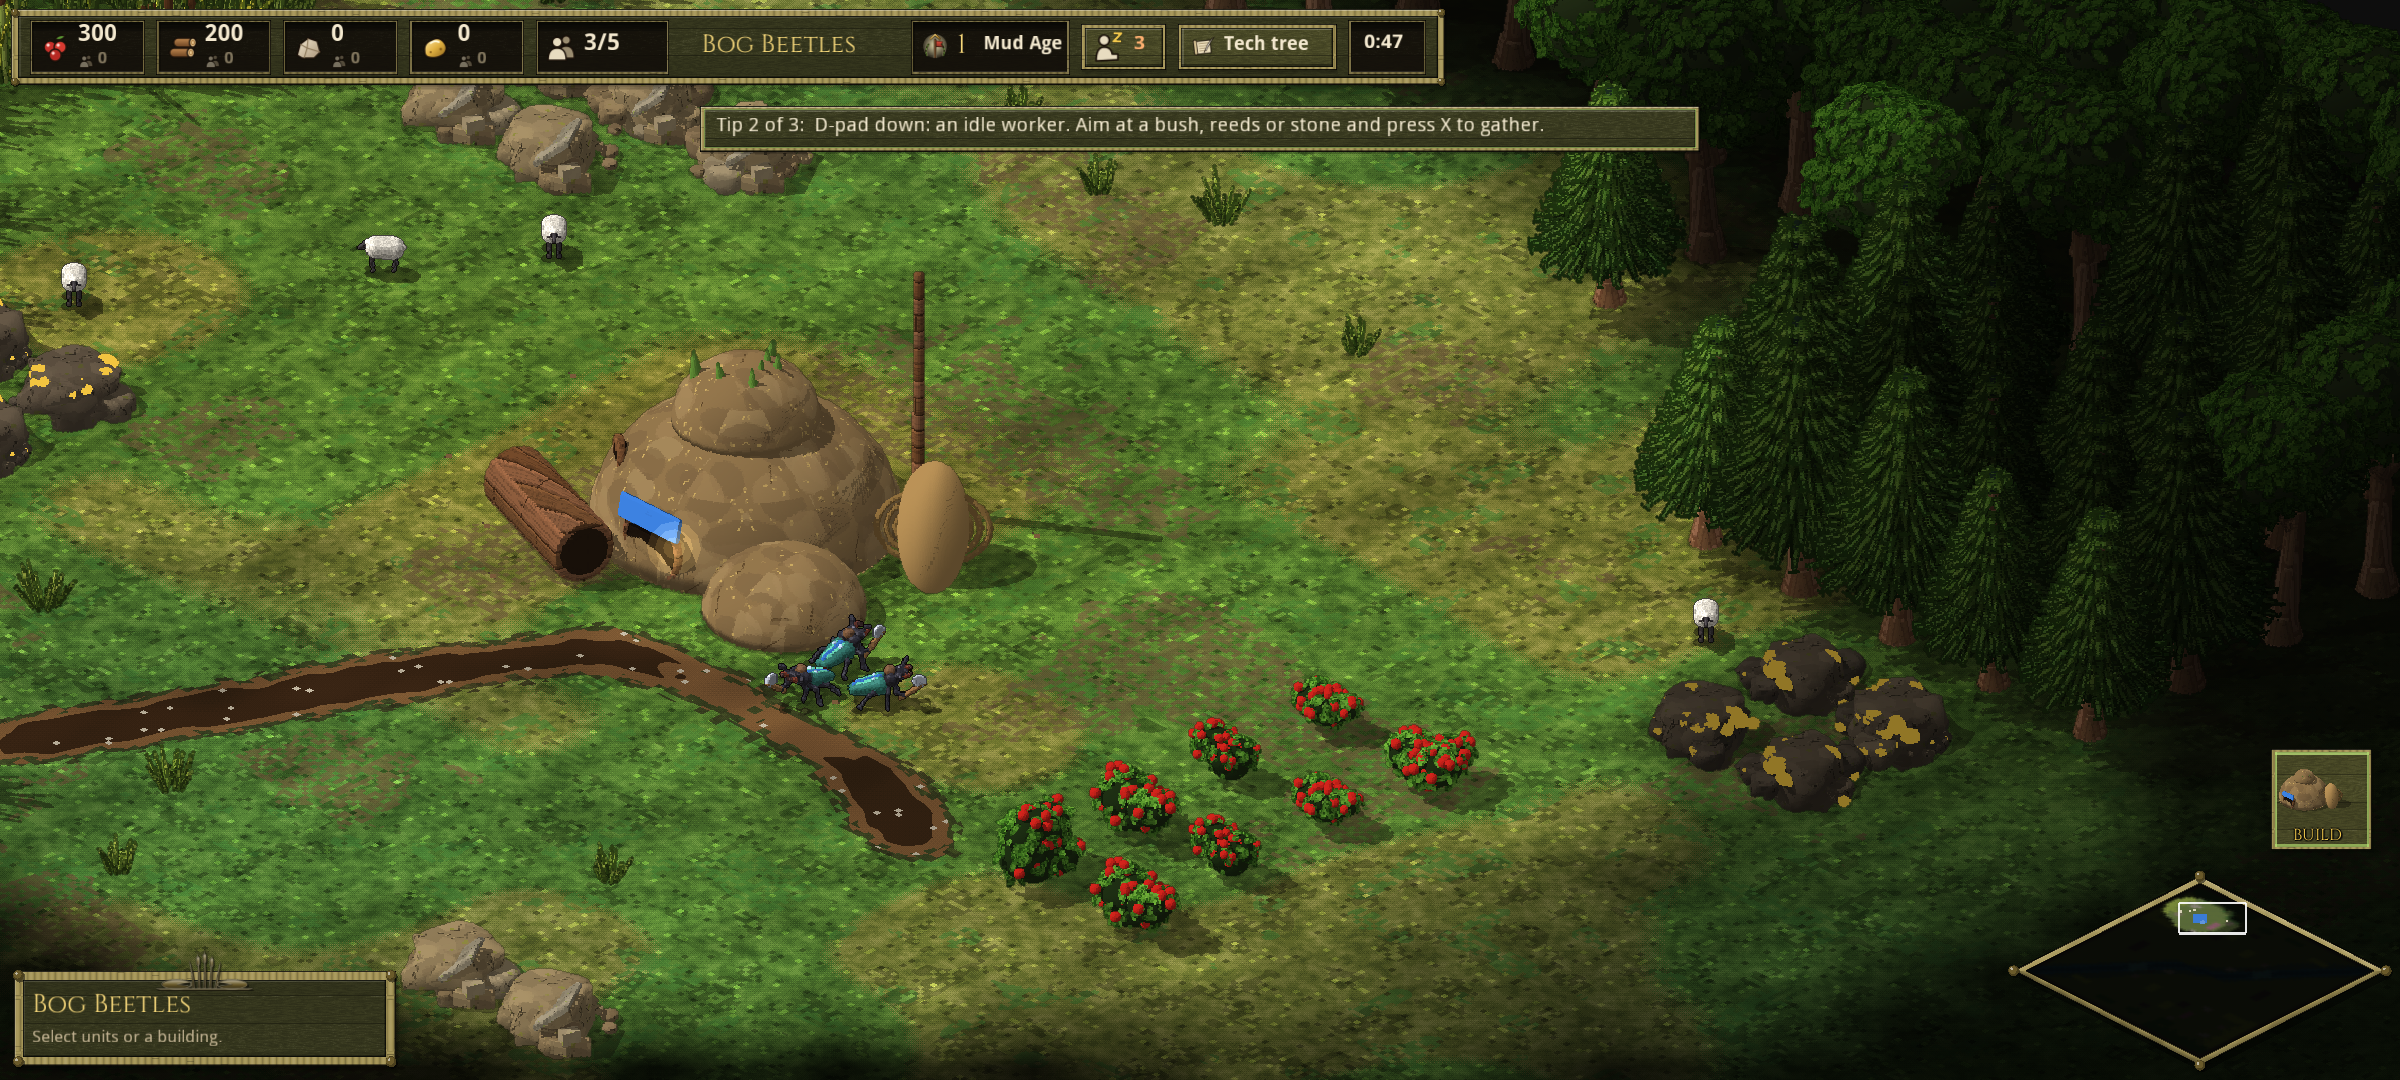 300
0
200
0
0
0
0
0
3/5
BOG BEETLES
1 Mud Age
z 3
Tech tree
0:47
Tip 2 of 3: D-pad down: an idle worker. Aim at a bush, reeds or stone and press X to gather.
BUILD
BOG BEETLES
Select units or a building.